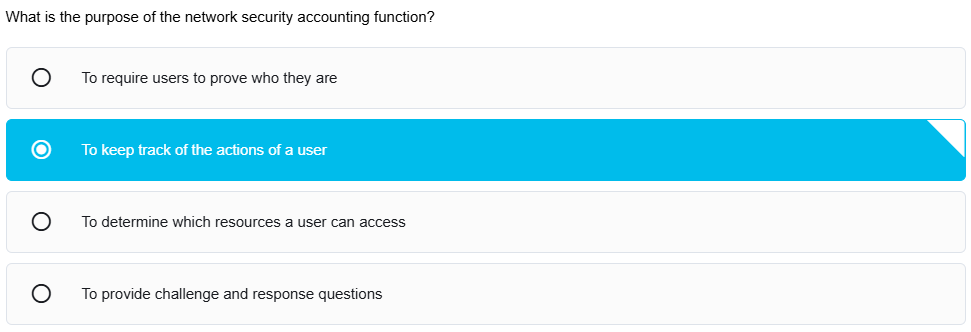 What is the purpose of the network security accounting function?
To require users to prove who they are
To keep track of the actions of a user
To determine which resources a user can access
To provide challenge and response questions